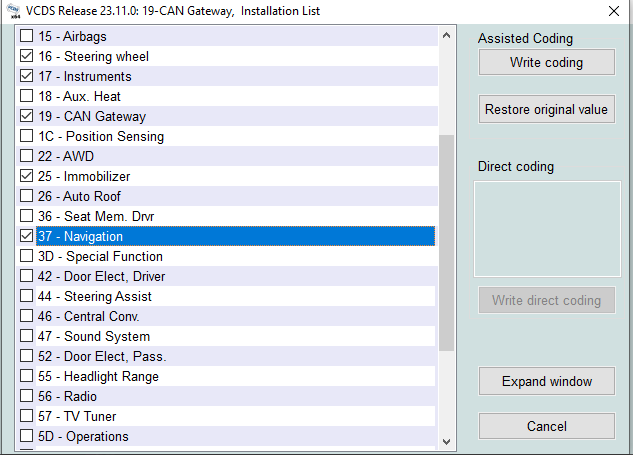 VCDS Release 23.11.0: 19-CAN Gateway, Installation List
15 - Airbags
16 - Steering wheel
17 - Instruments
18 - Aux. Heat
19 - CAN Gateway
1C - Position Sensing
22 - AWD
25 - Immobilizer
26 - Auto Roof
36 - Seat Mem. Drvr
37 - Navigation
3D - Special Function
42 - Door Elect, Driver
44 - Steering Assist
46 - Central Conv.
47 - Sound System
52 - Door Elect, Pass.
55 - Headlight Range
56 - Radio
57 - TV Tuner
5D - Operations
Assisted Coding
Write coding
Restore original value
Direct coding
Write direct coding
Expand window
Cancel